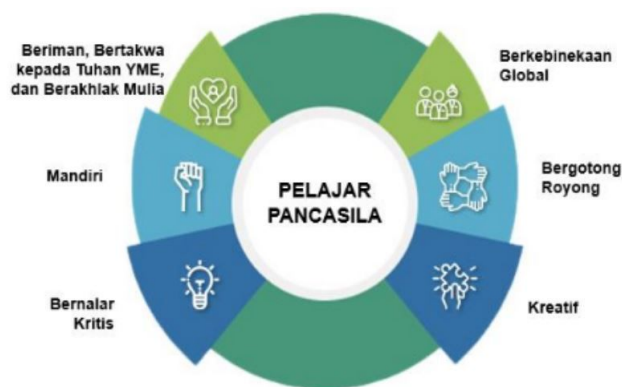 Beriman, Bertakwa
kepada Tuhan YME,
dan Berakhlak Mulia
Berkebinekaan
Global
Mandiri
PELAJAR
PANCASILA
Bergotong
Royong
Bernalar
Kritis
Kreatif